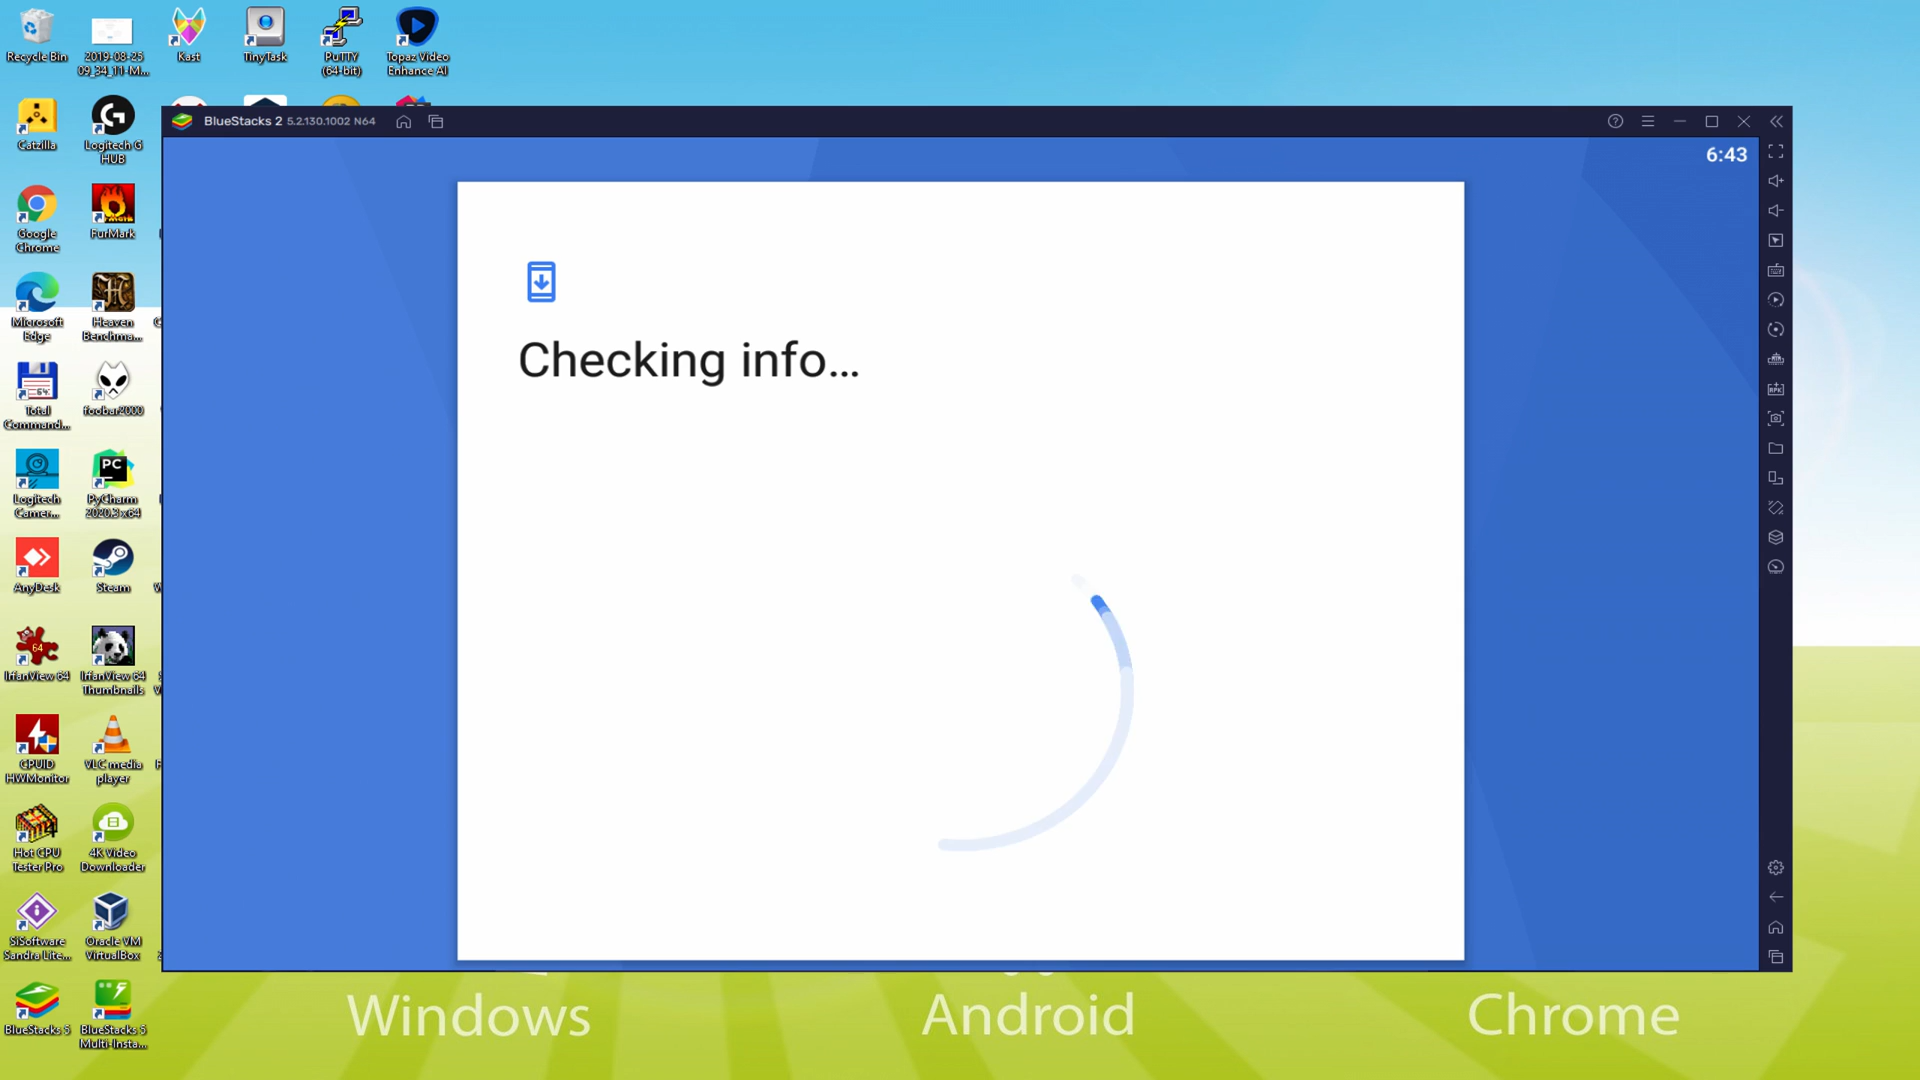 Recycle Bin
2019-08-25
09_34_11-M...
Kast
TinyTask
PuTTY
(64-bit)
Topaz Video
Enhance AI
Catzilla
Logitech G
HUB
BlueStacks 2 5.2.130.1002 N64
6:43
Google
Chrome
FurMark
Microsoft
Edge
Heaven
Benchma...
Checking info...
64
Total
Command...
foobar2000
PC
Logitech
Camer...
PyCharm
2020.3 x64
AnyDesk
Steam
64
IrfanView 64
IrfanView 64
Thumbnails
CPUID
HWMonitor
VLC media
player
4
Hot CPU
Tester Pro
4K Video
Downloader
SiSoftware
Sandra Lite...
Oracle VM
VirtualBox
BlueStacks 5
BlueStacks 5
Multi-Insta...
Windows
Android
Chrome